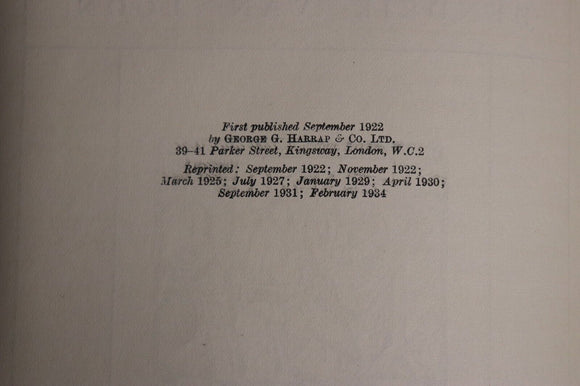 First published September 1922
by GEORGE G. HARRAP & CO. LTD.
39-41 Parker Street, Kingsway, London, W.C.2
Reprinted: September 1922; November 1922;
March 1925; July 1927; January 1929; April 1930;
September 1931; February 1934